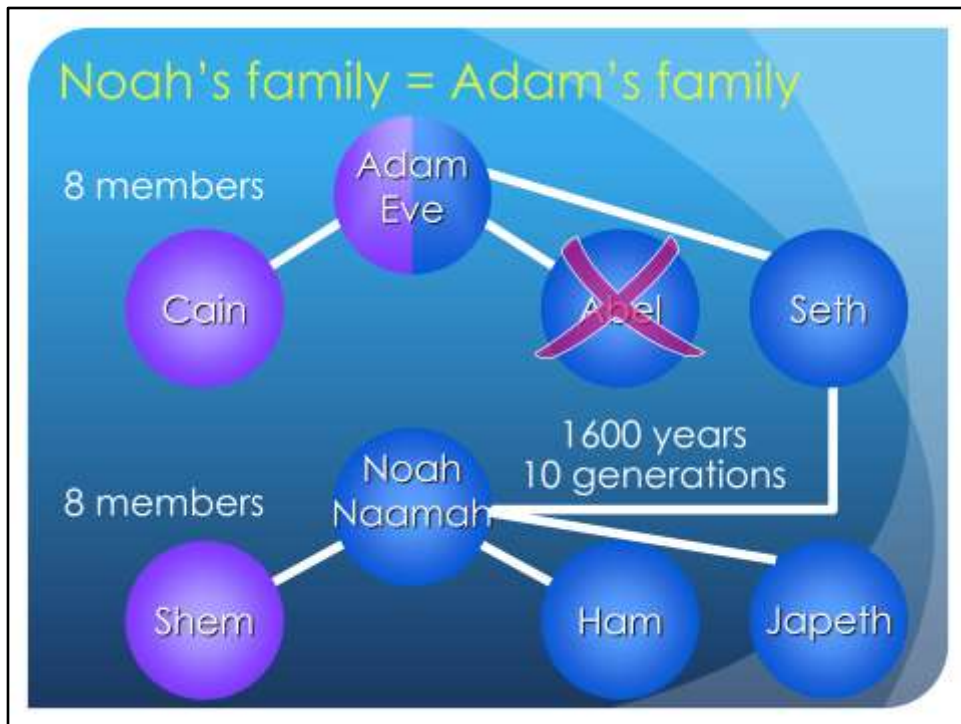 Noah's family = Adam's family
8 members
Adam
Eve
Cain
Abel
Seth
1600 years
10 generations
8 members
Noah
Naamah
Shem
Ham
Japeth